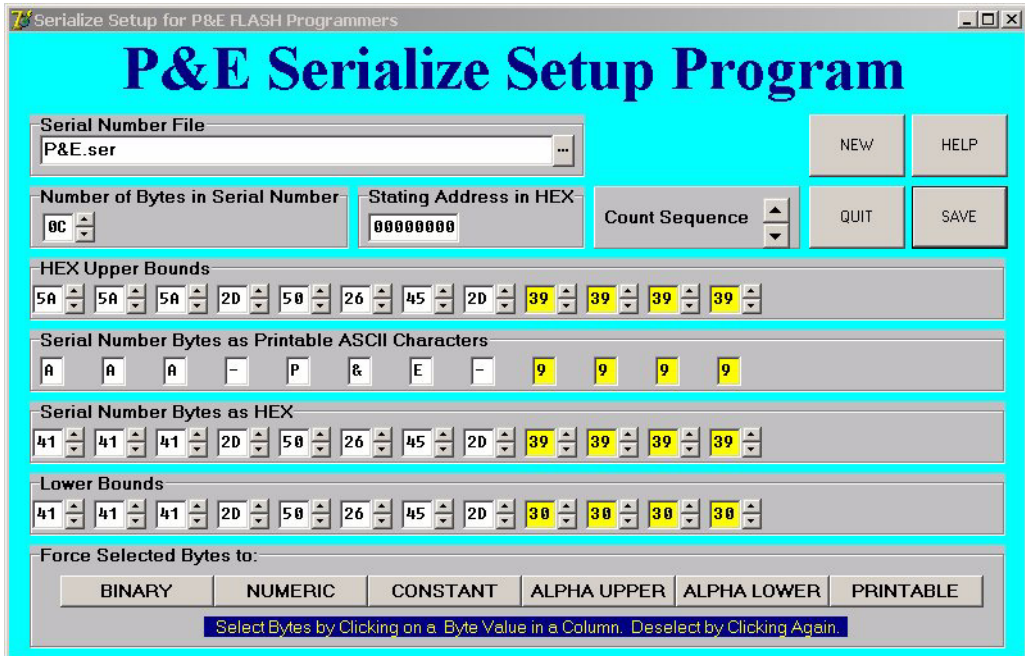 Serialize Setup for P&E FLASH Programmers
P&E Serialize Setup Program
Serial Number File
P&E.ser
...
NEW
HELP
Number of Bytes in Serial Number
0C
Stating Address in HEX
00000000
Count Sequence
QUIT
SAVE
HEX Upper Bounds
5A 5A 5A 2D 50 26 45 2D 39 39 39 39
Serial Number Bytes as Printable ASCII Characters
A A A - P & E - 9 9 9 9
Serial Number Bytes as HEX
41 41 41 2D 50 26 45 2D 39 39 39 39
Lower Bounds
41 41 41 2D 50 26 45 2D 30 30 30 30
Force Selected Bytes to:
BINARY NUMERIC CONSTANT ALPHA UPPER ALPHA LOWER PRINTABLE
Select Bytes by Clicking on a Byte Value in a Column. Deselect by Clicking Again.